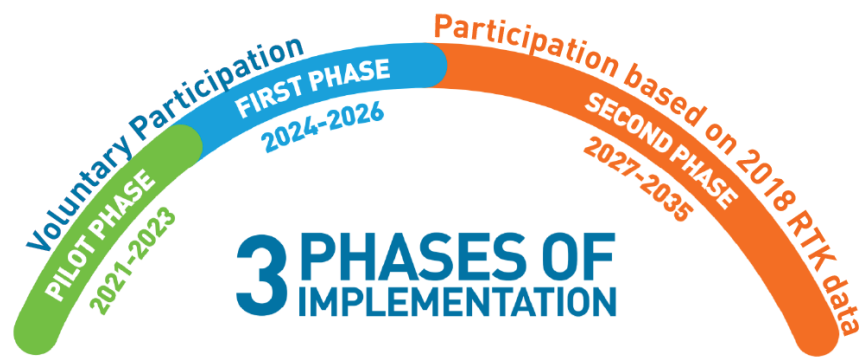 Voluntary Participation
PILOT PHASE
2021-2023
FIRST PHASE
2024-2026
Participation based on 2018 RTK data
SECOND PHASE
2027-2035
3 PHASES OF
IMPLEMENTATION